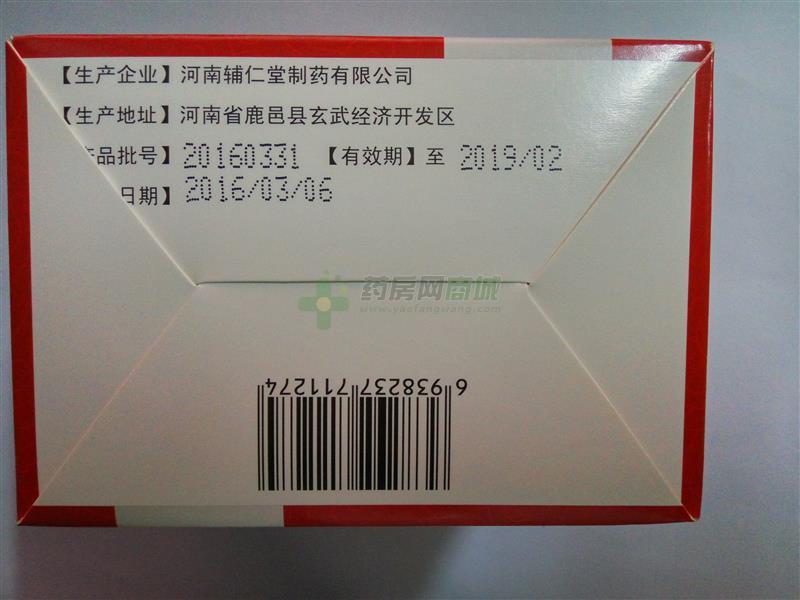 【生产企业】河南辅仁堂制药有限公司
【生产地址】河南省鹿邑县玄武经济开发区
产品批号】20160331 【有效期】至 2019/02
日期】2016/03/06
药房网商城
www.yaofangwang.com
6 938237 711274